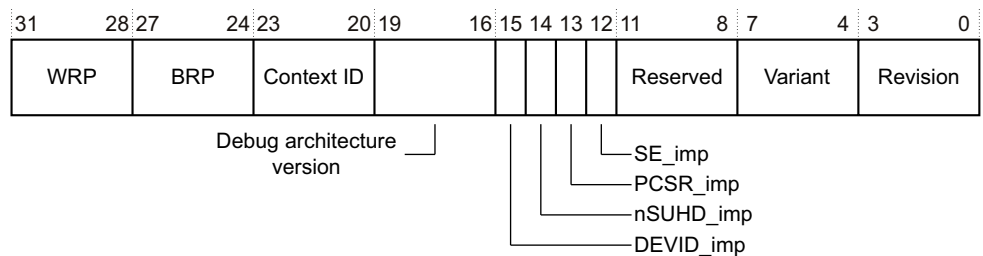 31 28 27 24 23 20 19 16 15 14 13 12 11 8 7 4 3 0
WRP BRP Context ID Reserved Variant Revision
Debug architecture
version
SE_imp
PCSR_imp
nSUHD_imp
DEVID_imp